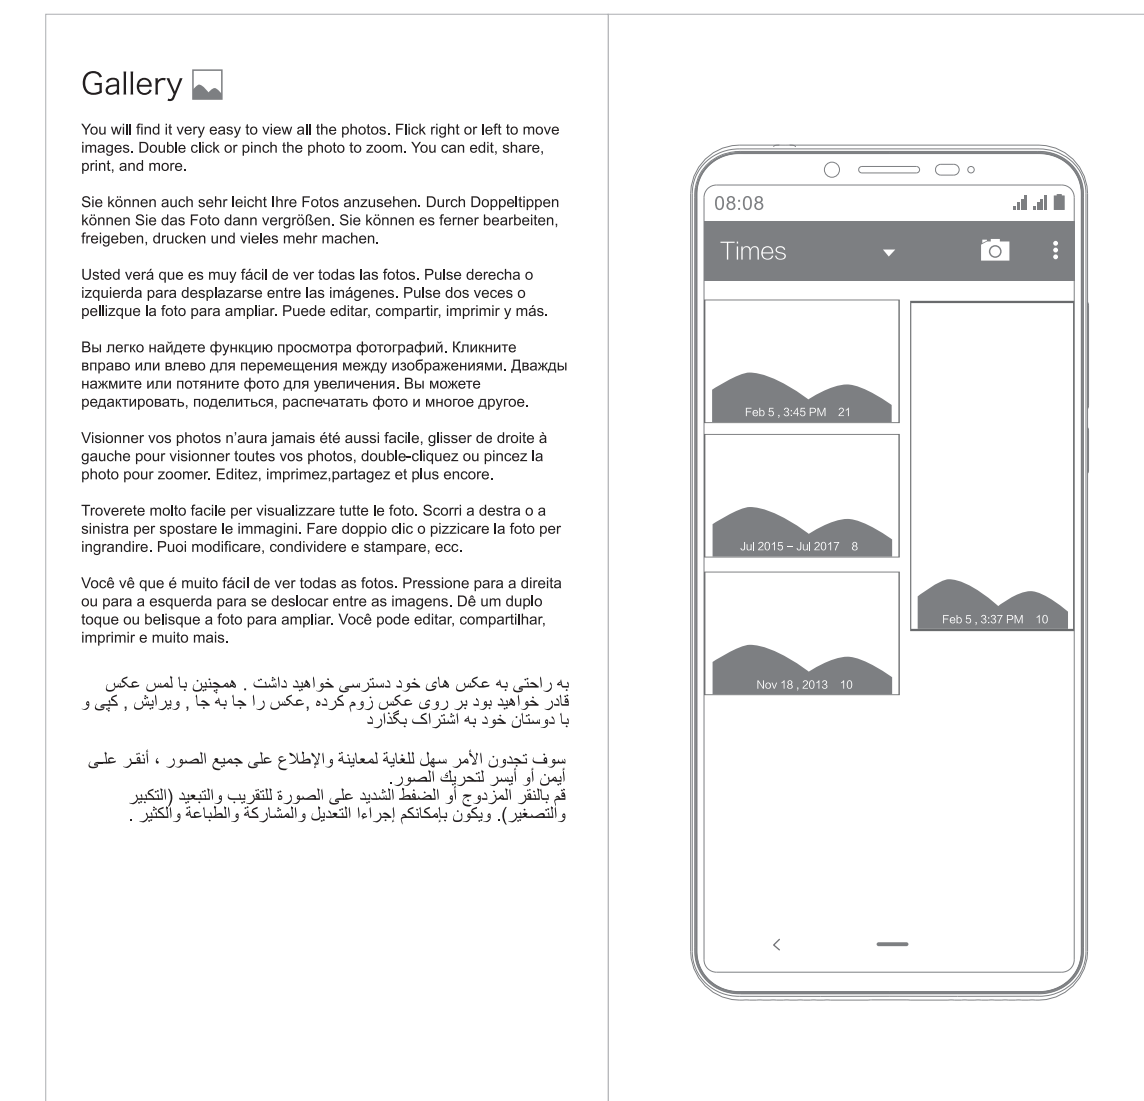 Gallery
You will find it very easy to view all the photos. Flick right or left to move
images. Double click or pinch the photo to zoom. You can edit, share,
print, and more.
Sie können auch sehr leicht Ihre Fotos anzusehen. Durch Doppeltippen
können Sie das Foto dann vergrößen. Sie können es ferner bearbeiten,
freigeben, drucken und vieles mehr machen.
Usted verá que es muy fácil de ver todas las fotos. Pulse derecha o
izquierda para desplazarse entre las imágenes. Pulse dos veces o
pellizque la foto para ampliar. Puede editar, compartir, imprimir y más.
Вы легко найдете функцию просмотра фотографий. Кликните
вправо или влево для перемещения между изображениями. Дважды
нажмите или потяните фото для увеличения. Вы можете
редактировать, поделиться, распечатать фото и многое другое.
Visionner vos photos n’aura jamais été aussi facile, glisser de droite à
gauche pour visionner toutes vos photos, double-cliquez ou pincez la
photo pour zoomer. Editez, imprimez,partagez et plus encore.
Troverete molto facile per visualizzare tutte le foto. Scorri a destra o a
sinistra per spostare le immagini. Fare doppio clic o pizzicare la foto per
ingrandire. Puoi modificare, condividere e stampare, ecc.
Você vê que é muito fácil de ver todas as fotos. Pressione para a direita
ou para a esquerda para se deslocar entre as imagens. Dê um duplo
toque ou belisque a foto para ampliar. Você pode editar, compartilhar,
imprimir e muito mais.
به راحتی به عکس های خود دسترسی خواهید داشت . همچنین با لمس عکس
قادر خواهید بود بر روی عکس زوم کرده ,عکس را جا به جا , ویرایش , کپی و
با دوستان خود به اشتراک بگذارد
سوف تجدون الأمر سهل للغاية لمعاينة والإطلاع على جميع الصور ، أنقـر علـى
أيمن أو أيسر لتحريك الصور.
قم بالنقر المزدوج أو الضفط الشديد على الصورة للتقريب والتبعيد (التكبير
والتصغير). ويكون بإمكانكم إجراءا التعديل والمشاركة والطباعة والكثير .
08:08
Times
Feb 5 , 3:45 PM 21
Jul 2015 – Jul 2017 8
Feb 5 , 3:37 PM 10
Nov 18 , 2013 10